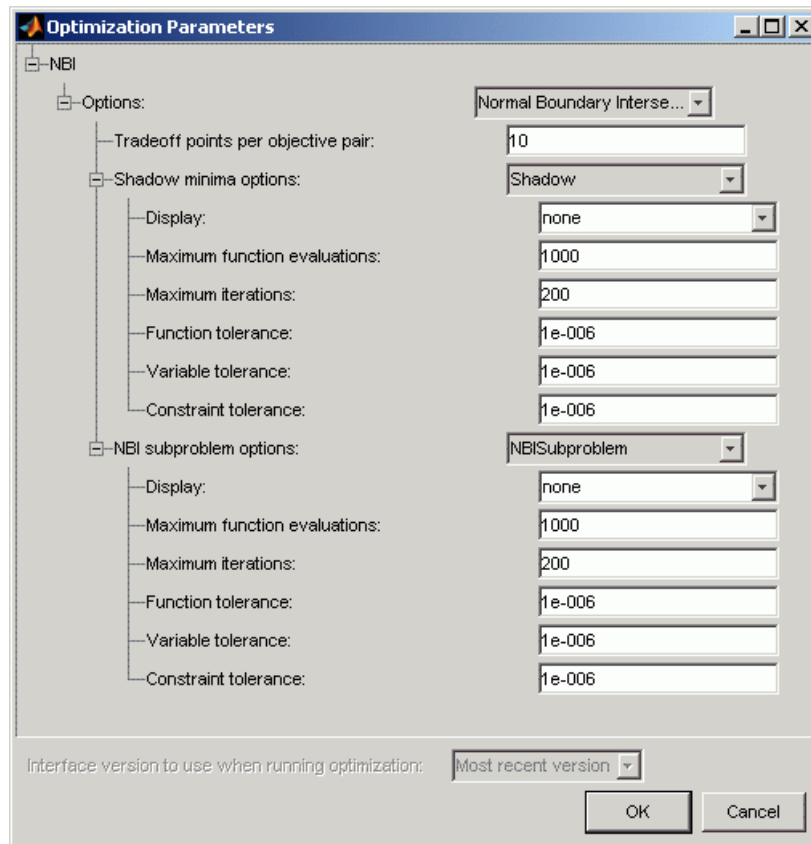 Optimization Parameters
NBI
Options: Normal Boundary Interse...
Tradeoff points per objective pair: 10
Shadow minima options: Shadow
Display: none
Maximum function evaluations: 1000
Maximum iterations: 200
Function tolerance: 1e-006
Variable tolerance: 1e-006
Constraint tolerance: 1e-006
NBI subproblem options: NBISubproblem
Display: none
Maximum function evaluations: 1000
Maximum iterations: 200
Function tolerance: 1e-006
Variable tolerance: 1e-006
Constraint tolerance: 1e-006
Interface version to use when running optimization: Most recent version
OK Cancel